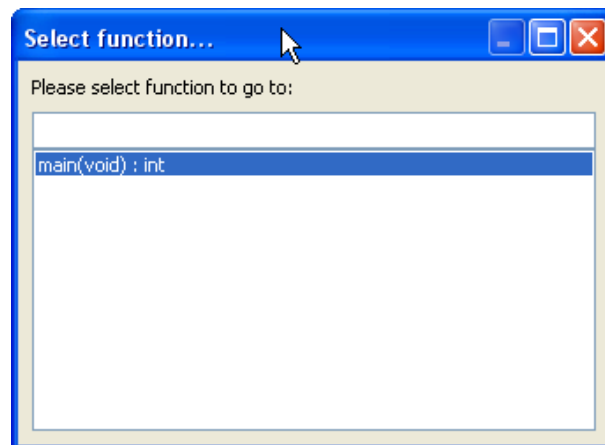 Select function...
Please select function to go to:
main(void) : int